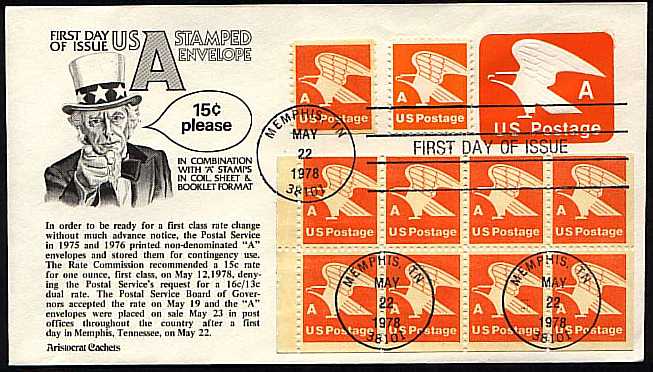 FIRST DAY OF ISSUE US A STAMPED ENVELOPE
15¢
please
IN COMBINATION
WITH "A" STAMPS
IN COIL, SHEET &
BOOKLET FORMAT
In order to be ready for a first class rate change
without much advance notice, the Postal Service
in 1975 and 1976 printed non-denominated "A"
envelopes and stored them for contingency use.
The Rate Commission recommended a 15c rate
for one ounce, first class, on May 12,1978, deny-
ing the Postal Service's request for a 16c/13c
dual rate. The Postal Service Board of Gover-
nors accepted the rate on May 19 and the "A"
envelopes were placed on sale May 23 in post
offices throughout the country after a first
day in Memphis, Tennessee, on May 22.
Aristocrat Cachets
A
US Postage
A
US Postage
A
US Postage
MEMPHIS, TN
MAY
22
1978
38101
FIRST DAY OF ISSUE
A
US Postage
A
US Postage
A
US Postage
A
US Postage
A
US Postage
A
US Postage
A
US Postage
A
US Postage
MEMPHIS, TN
MAY
22
1978
38101
MEMPHIS, TN
MAY
22
1978
38101